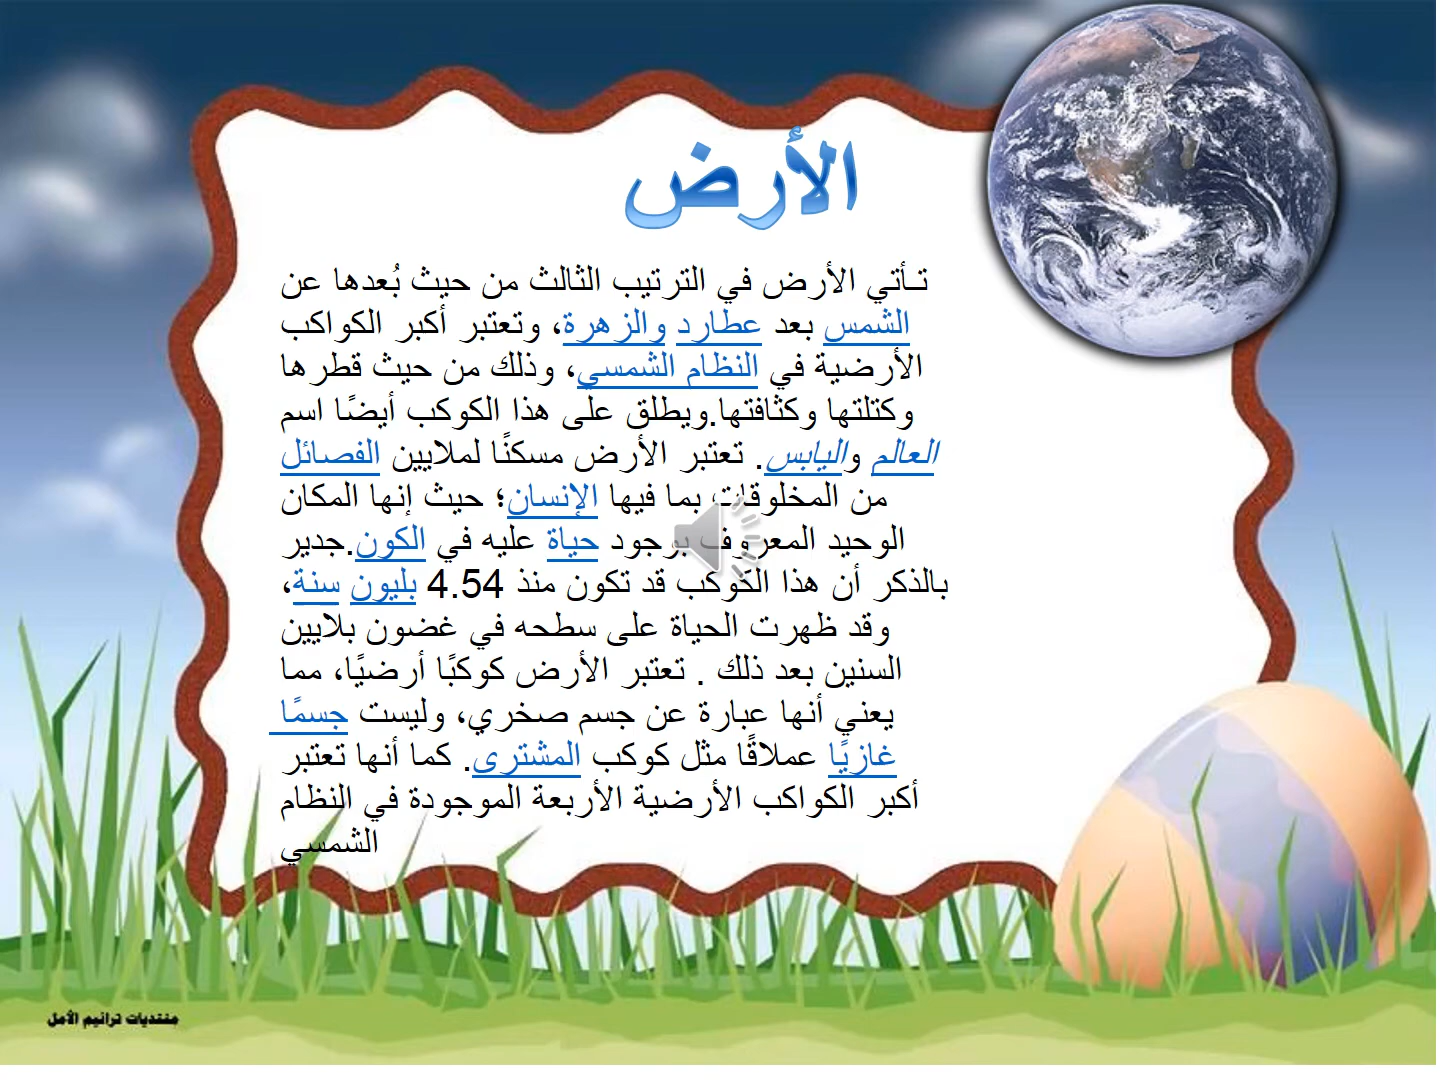 الأرض
تـأتي الأرض في الترتيب الثالث من حيث بُعدها عن
الشمس بعد عطارد والزهرة، وتعتبر أكبر الكواكب
الأرضية في النظام الشمسي، وذلك من حيث قطرها
وكتلتها وكثافتها.ويطلق على هذا الكوكب أيضًا اسم
العالم واليابس. تعتبر الأرض مسكنًا لملايين الفصائل
من المخلوقات بما فيها الإنسان؛ حيث إنها المكان
الوحيد المعروف بوجود حياة عليه في الكون.جدير
بالذكر أن هذا الكوكب قد تكون منذ 4.54 بليون سنة،
وقد ظهرت الحياة على سطحه في غضون بلايين
السنين بعد ذلك . تعتبر الأرض كوكبًا أرضيًا، مما
يعني أنها عبارة عن جسم صخري، وليست جسمًا
غازيًا عملاقًا مثل كوكب المشترى. كما أنها تعتبر
أكبر الكواكب الأرضية الأربعة الموجودة في النظام
الشمسي
منتديات ترانيم الأمل